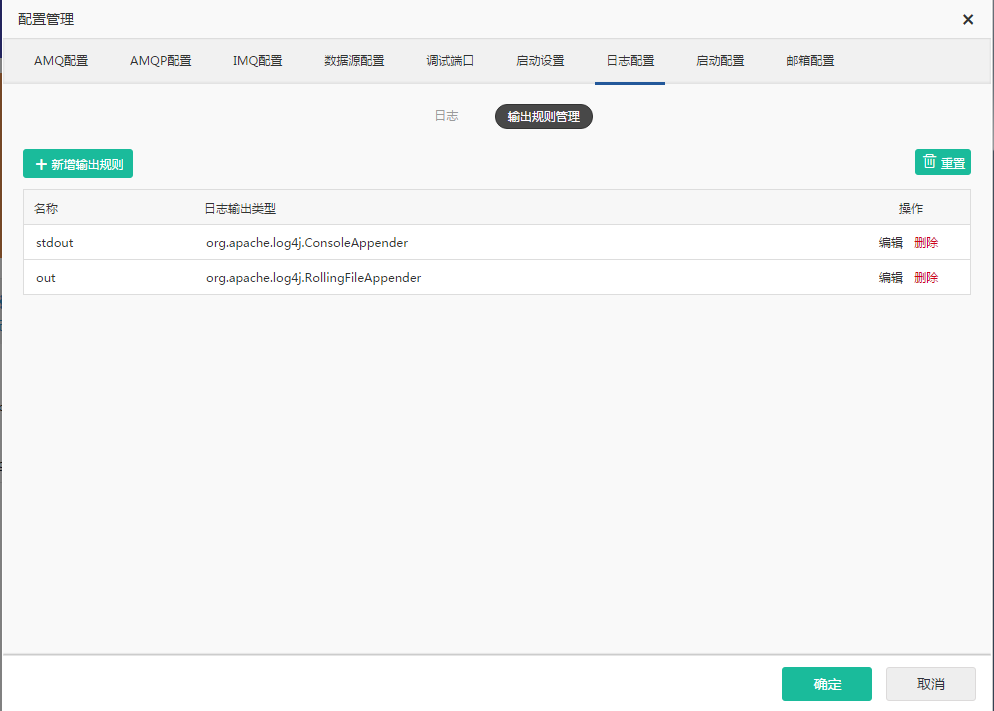 配置管理
AMQ配置 AMQP配置 IMQ配置 数据源配置 调试端口 启动设置 日志配置 启动配置 邮箱配置
日志 输出规则管理
新增输出规则 重置
名称 日志输出类型 操作
stdout org.apache.log4j.ConsoleAppender 编辑 删除
out org.apache.log4j.RollingFileAppender 编辑 删除
确定 取消